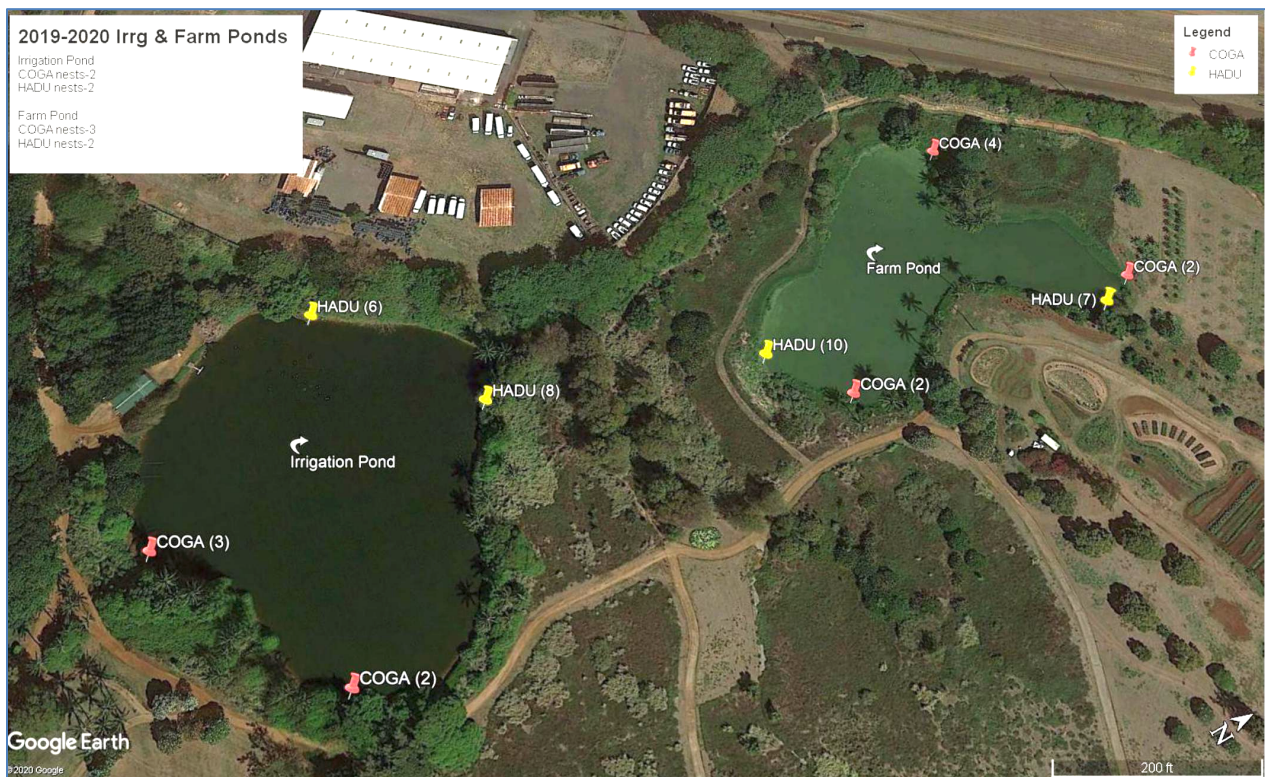 2019-2020 Irrg & Farm Ponds
Irrigation Pond
COGA nests-2
HADU nests-2
Farm Pond
COGA nests-3
HADU nests-2
Legend
COGA
HADU
COGA (4)
Farm Pond
COGA (2)
HADU (7)
HADU (6)
HADU (10)
COGA (2)
HADU (8)
Irrigation Pond
COGA (3)
COGA (2)
N
Google Earth
©2020 Google
200 ft